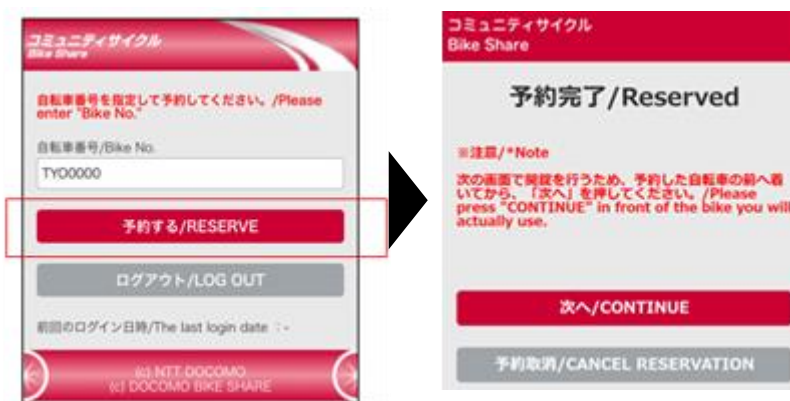 コミュニティサイクル
Bike Share
自転車番号を指定して予約してください。/Please
enter "Bike No."
自転車番号/Bike No.
TYO0000
予約する/RESERVE
ログアウト/LOG OUT
前回のログイン日時/The last login date :-
(c) NTT DOCOMO
(c) DOCOMO BIKE SHARE
コミュニティサイクル
Bike Share
予約完了/Reserved
※注意/*Note
次の画面で開錠を行うため、予約した自転車の前へ着
いてから、「次へ」を押してください。/Please
press "CONTINUE" in front of the bike you will
actually use.
次へ/CONTINUE
予約取消/CANCEL RESERVATION